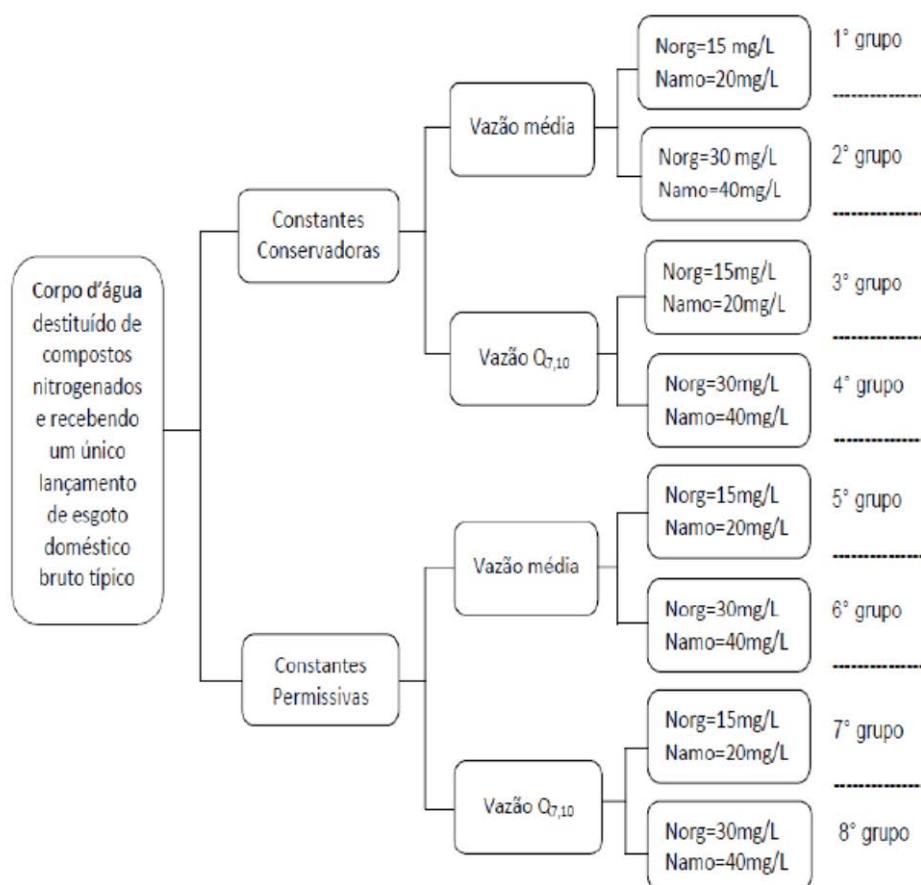 Corpo d'água
destituído de
compostos
nitrogenados
e recebendo
um único
lançamento
de esgoto
doméstico
bruto típico
Constantes
Conservadoras
Vazão média
Norg=15 mg/L
Namo=20mg/L
1° grupo
Norg=30 mg/L
Namo=40mg/L
2° grupo
Vazão Q7,10
Norg=15mg/L
Namo=20mg/L
3° grupo
Norg=30mg/L
Namo=40mg/L
4° grupo
Constantes
Permissivas
Vazão média
Norg=15mg/L
Namo=20mg/L
5° grupo
Norg=30mg/L
Namo=40mg/L
6° grupo
Vazão Q7,10
Norg=15mg/L
Namo=20mg/L
7° grupo
Norg=30mg/L
Namo=40mg/L
8° grupo